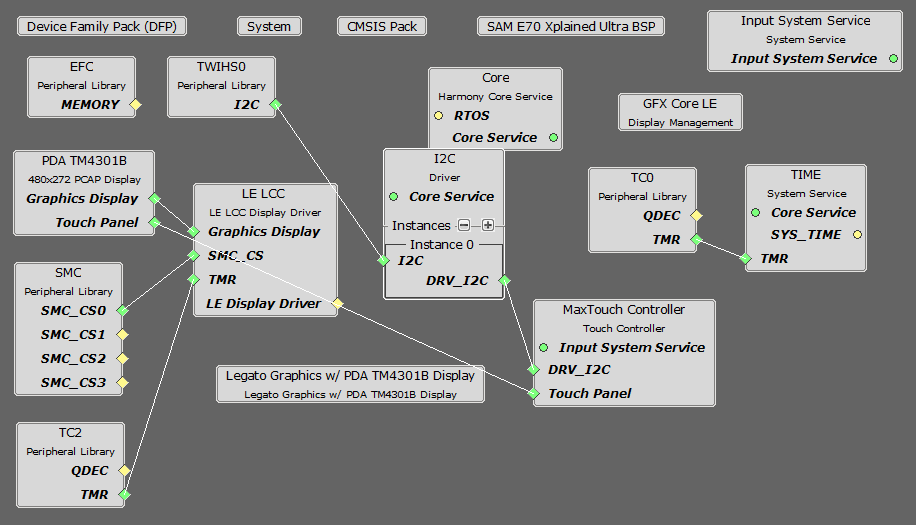 Device Family Pack (DFP)
System
CMSIS Pack
SAM E70 Xplained Ultra BSP
Input System Service
System Service
Input System Service
EFC
Peripheral Library
MEMORY
TWIHS0
Peripheral Library
I2C
Core
Harmony Core Service
RTOS
Core Service
GFX Core LE
Display Management
PDA TM4301B
480x272 PCAP Display
Graphics Display
Touch Panel
LE LCC
LE LCC Display Driver
Graphics Display
SMC_CS
TMR
LE Display Driver
I2C
Driver
Core Service
Instances
Instance 0
I2C
DRV_I2C
TC0
Peripheral Library
QDEC
TMR
TIME
System Service
Core Service
SYS_TIME
TMR
SMC
Peripheral Library
SMC_CS0
SMC_CS1
SMC_CS2
SMC_CS3
MaxTouch Controller
Touch Controller
Input System Service
DRV_I2C
Touch Panel
Legato Graphics w/ PDA TM4301B Display
Legato Graphics w/ PDA TM4301B Display
TC2
Peripheral Library
QDEC
TMR